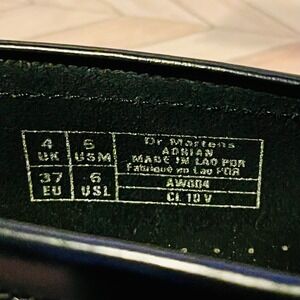 4 UK
5 USM
37 EU
6 USL
Dr. Martens
ADRIAN
MADE IN LAO PDR
Fabriqué en Lao PDR
AW004
CL 10 V